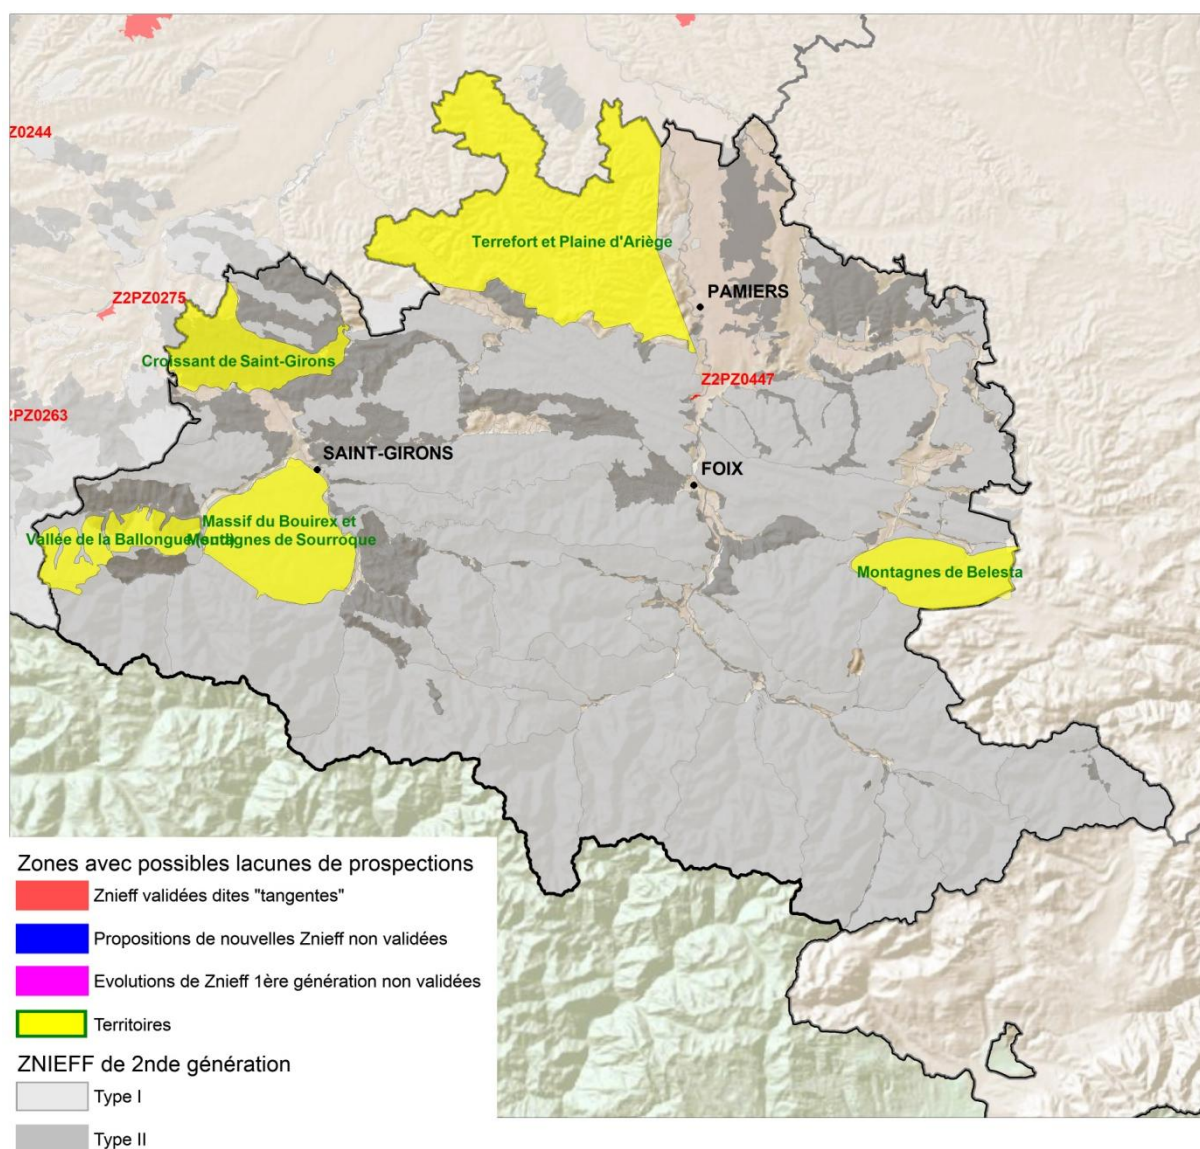 Z0244
Terrefort et Plaine d'Ariège
Z2PZ0275
PAMIERS
Croissant de Saint-Girons
Z2PZ0447
2PZ0263
SAINT-GIRONS
FOIX
Massif du Bouirex et
Vallée de la Ballongue
Montagnes de Sourroque
Montagnes de Belesta
Zones avec possibles lacunes de prospections
Znieff validées dites "tangentes"
Propositions de nouvelles Znieff non validées
Evolutions de Znieff 1ère génération non validées
Territoires
ZNIEFF de 2nde génération
Type I
Type II